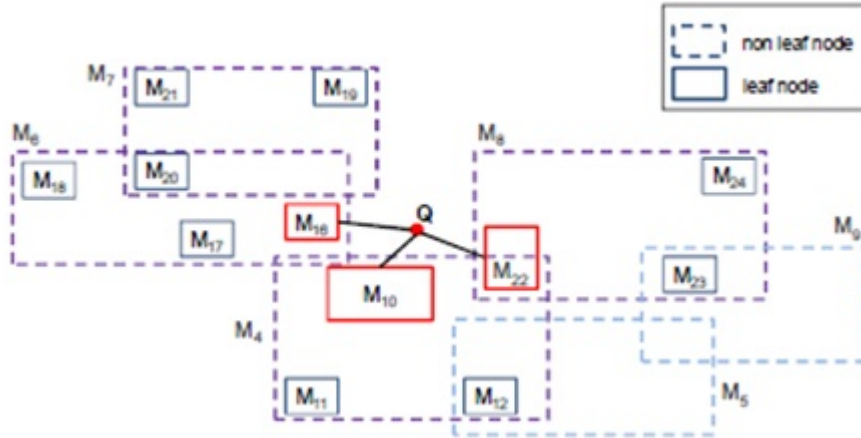 non leaf node
leaf node
M7
M21
M19
M6
M8
M18
M20
M24
M16
Q
M17
M9
M22
M23
M10
M4
M11
M12
M5